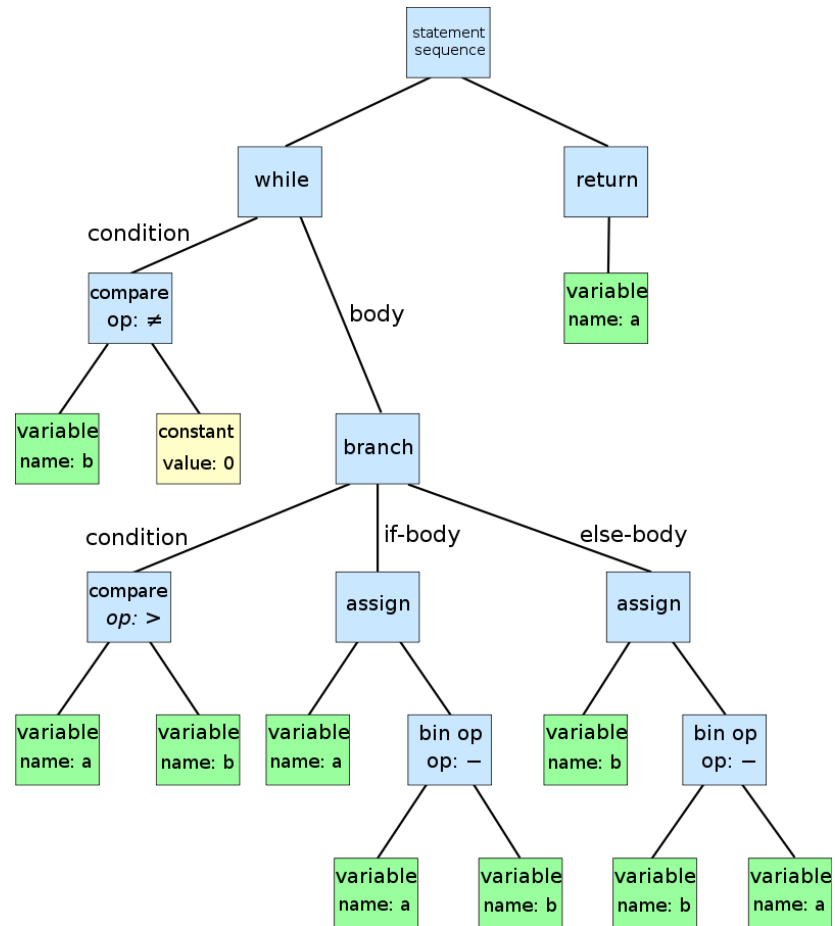 statement
sequence
while
return
condition
body
compare
op: ≠
variable
name: a
variable
name: b
constant
value: 0
branch
condition
if-body
else-body
compare
op: >
assign
assign
variable
name: a
variable
name: b
variable
name: a
bin op
op: −
variable
name: b
bin op
op: −
variable
name: a
variable
name: b
variable
name: b
variable
name: a